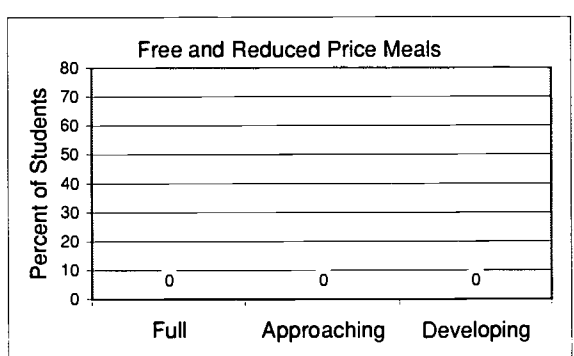 Free and Reduced Price Meals
Percent of Students
80
70
60
50
40
30
20
10
0
0 0 0
Full Approaching Developing